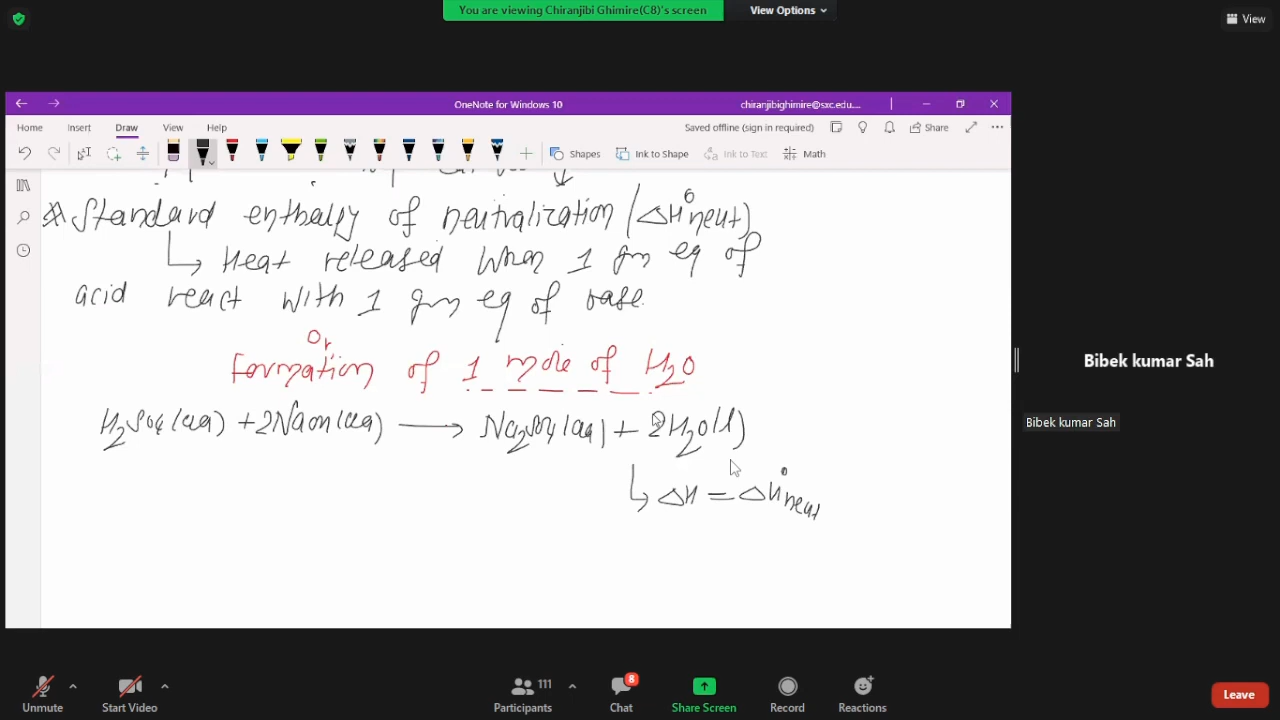 You are viewing Chiranjibi Ghimire(C8)'s screen
View Options
View
OneNote for Windows 10
chiranjibighimire@sxc.edu....
Home Insert Draw View Help
Saved offline (sign in required)
Share
Shapes
Ink to Shape
Ink to Text
Math
* Standard enthalpy of neutralization (ΔH°neut)
↳ Heat released when 1 gm eq of
acid react with 1 gm eq of base.
Or
Formation of 1 mole of H2O
H2SO4(aq) + 2NaOH(aq) → Na2SO4(aq) + 2H2O(l)
↳ ΔH = ΔH°neut
Bibek kumar Sah
Bibek kumar Sah
Unmute
Start Video
Participants
111
Chat
8
Share Screen
Record
Reactions
Leave